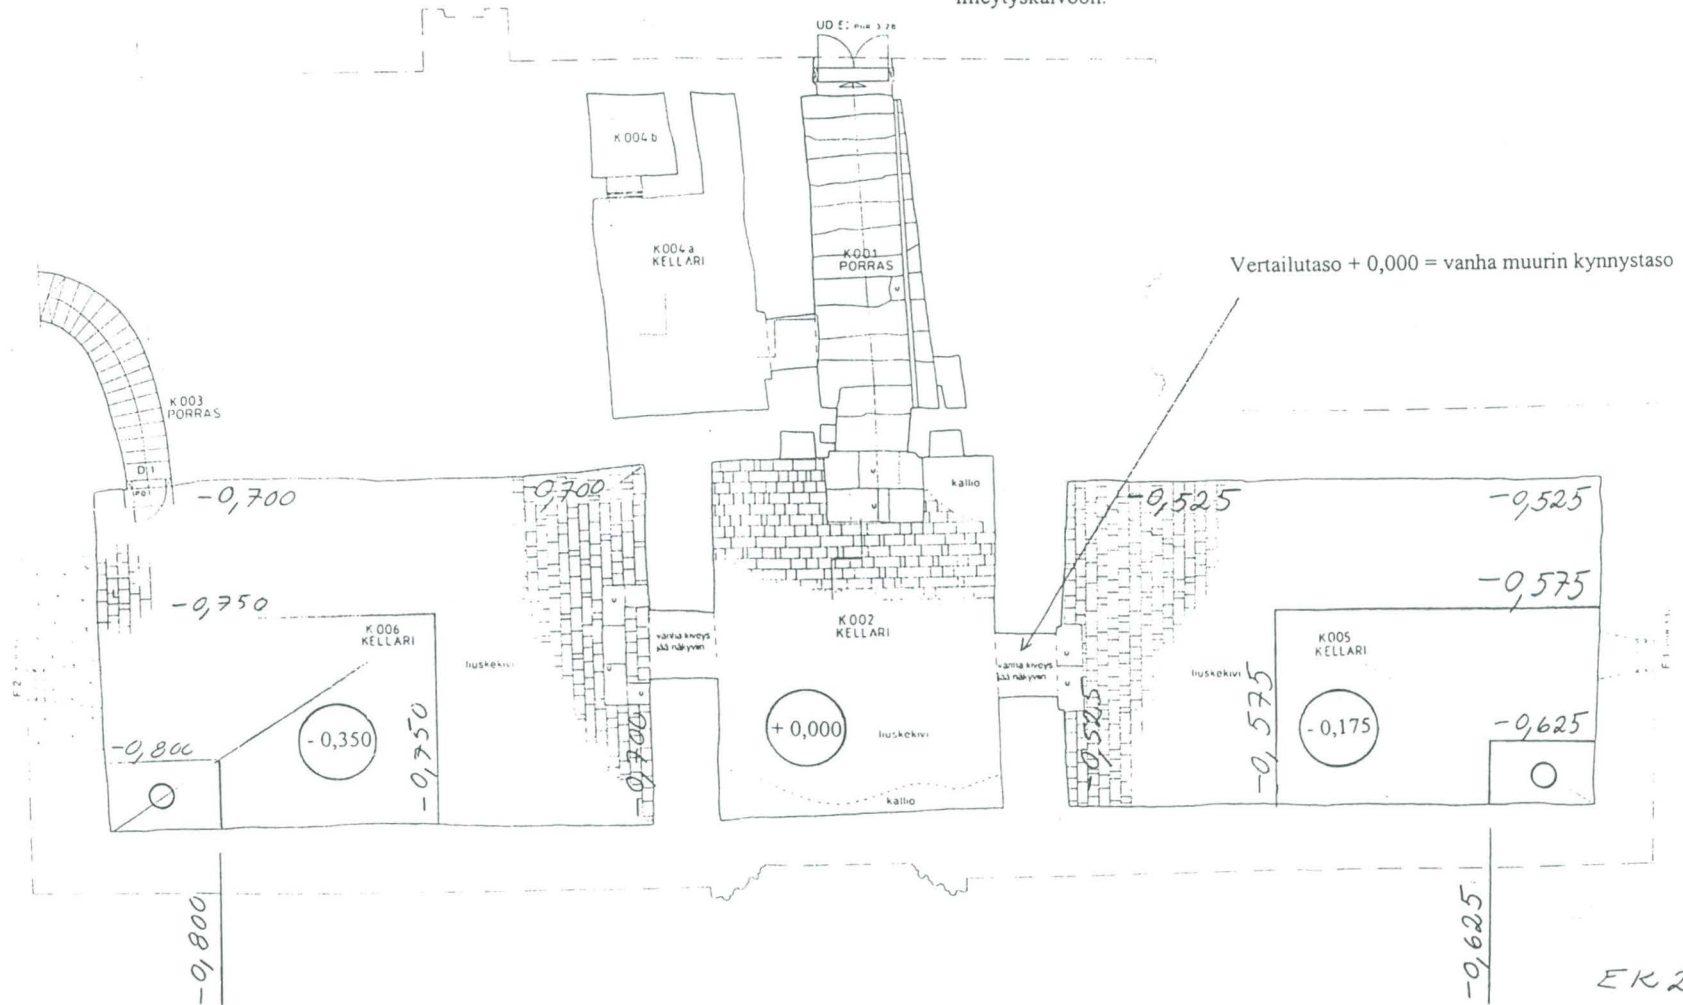 UD
K004b
K004a
KELLARI
K001
PORRAS
Vertailutaso + 0,000 = vanha muurin kynnystaso
K003
PORRAS
D1
-0,700
-0,700
kallio
-0,525
-0,525
-0,750
-0,575
K006
KELLARI
K002
KELLARI
K005
KELLARI
vanha kiveys
jää näkyviin
vanha kiveys
jää näkyviin
liuskekivi
liuskekivi
F2
F1
-0,800
- 0,350
-0,750
-0,700
+ 0,000
liuskekivi
-0,525
-0,575
- 0,175
-0,625
kallio
-0,800
-0,625
EK2